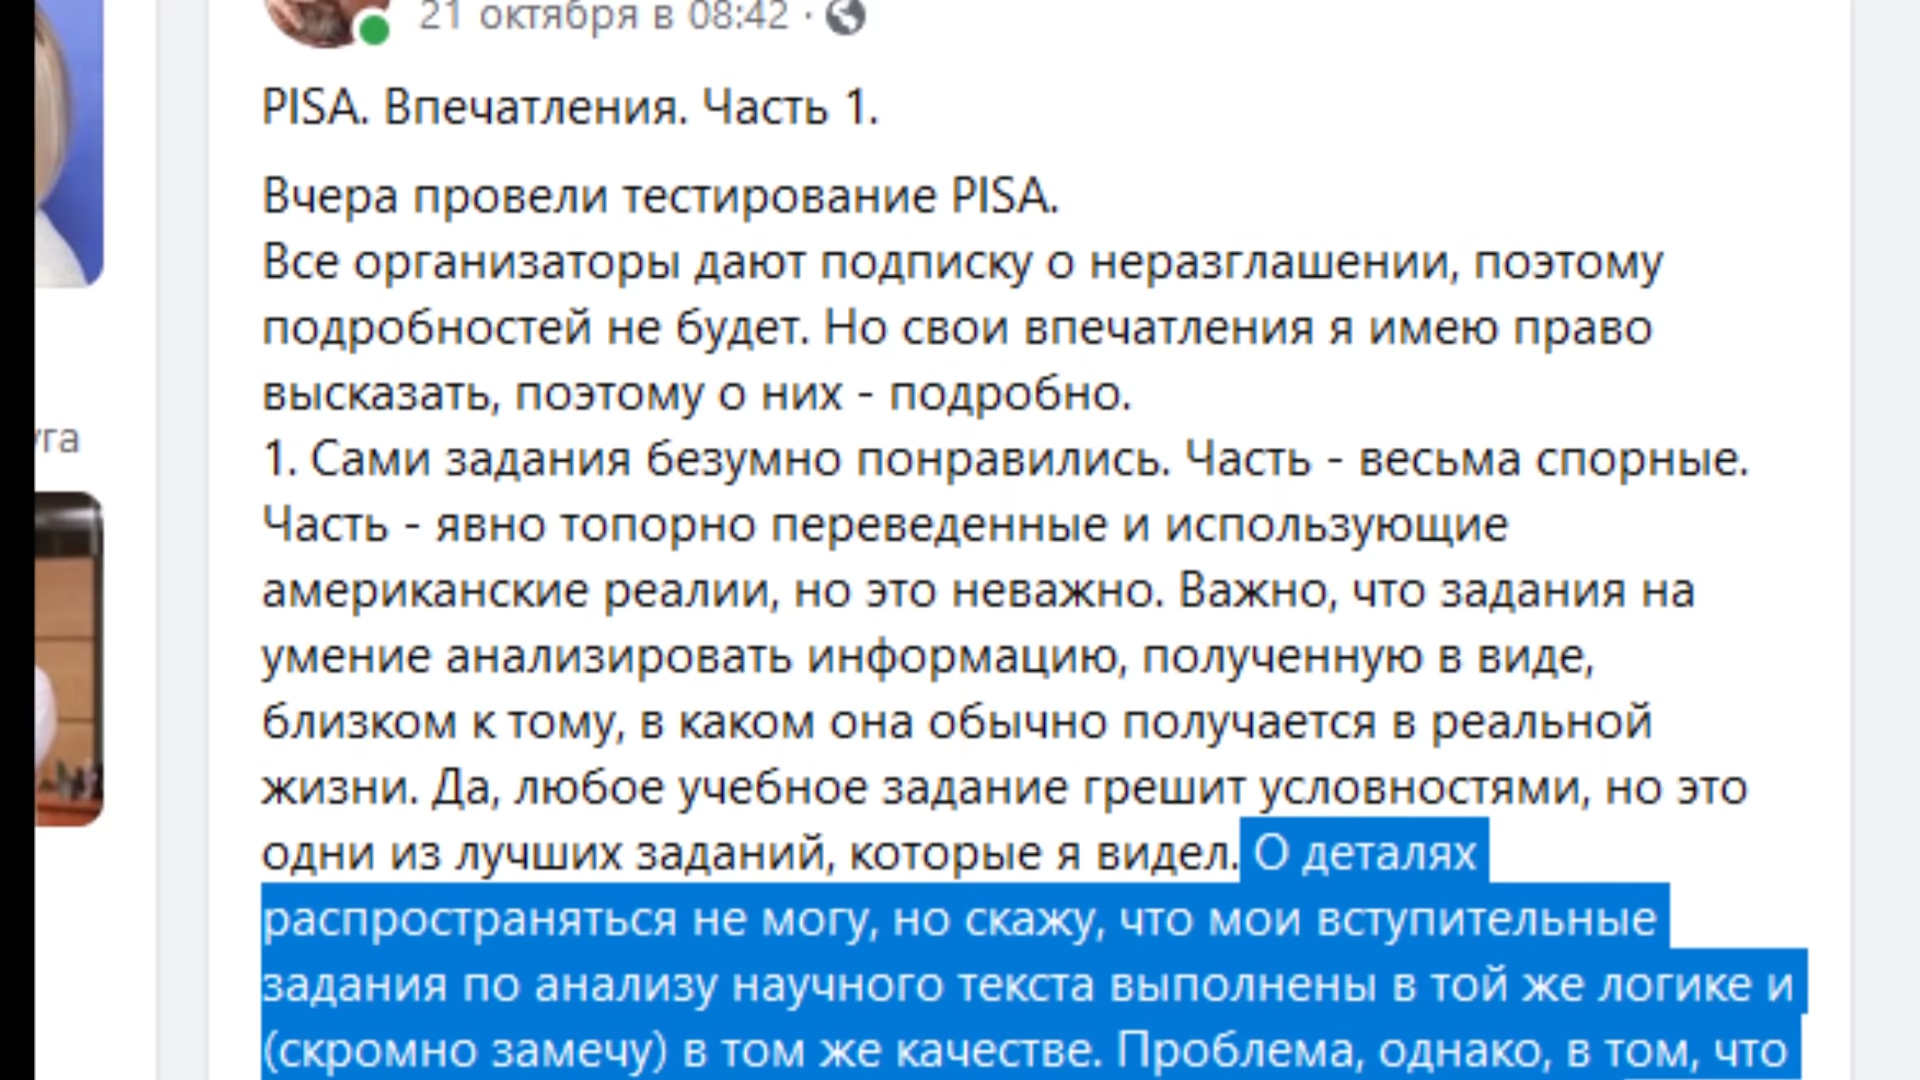 21 октября в 08:42 ·
PISA. Впечатления. Часть 1.
Вчера провели тестирование PISA.
Все организаторы дают подписку о неразглашении, поэтому
подробностей не будет. Но свои впечатления я имею право
высказать, поэтому о них - подробно.
1. Сами задания безумно понравились. Часть - весьма спорные.
Часть - явно топорно переведенные и использующие
американские реалии, но это неважно. Важно, что задания на
умение анализировать информацию, полученную в виде,
близком к тому, в каком она обычно получается в реальной
жизни. Да, любое учебное задание грешит условностями, но это
одни из лучших заданий, которые я видел. О деталях
распространяться не могу, но скажу, что мои вступительные
задания по анализу научного текста выполнены в той же логике и
(скромно замечу) в том же качестве. Проблема, однако, в том, что